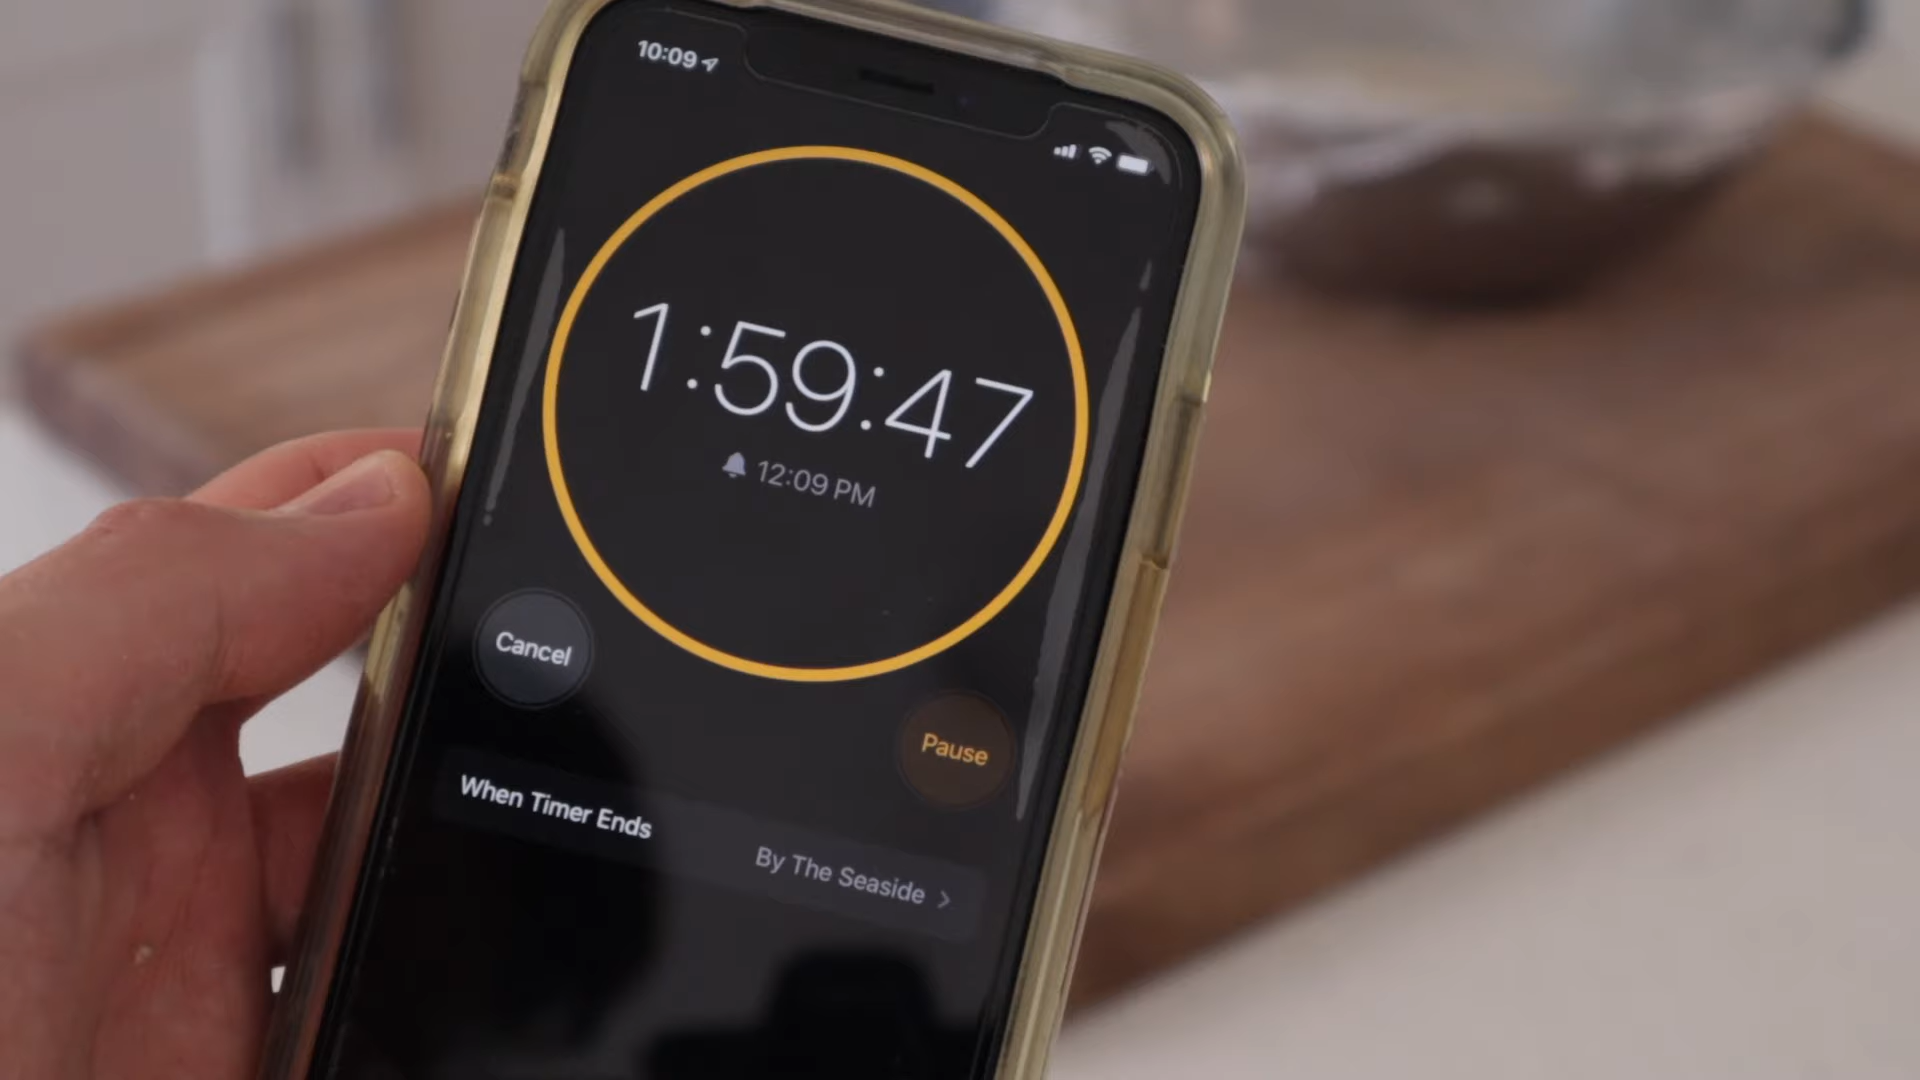 10:09
1:59:47
12:09 PM
Cancel
Pause
When Timer Ends
By The Seaside >